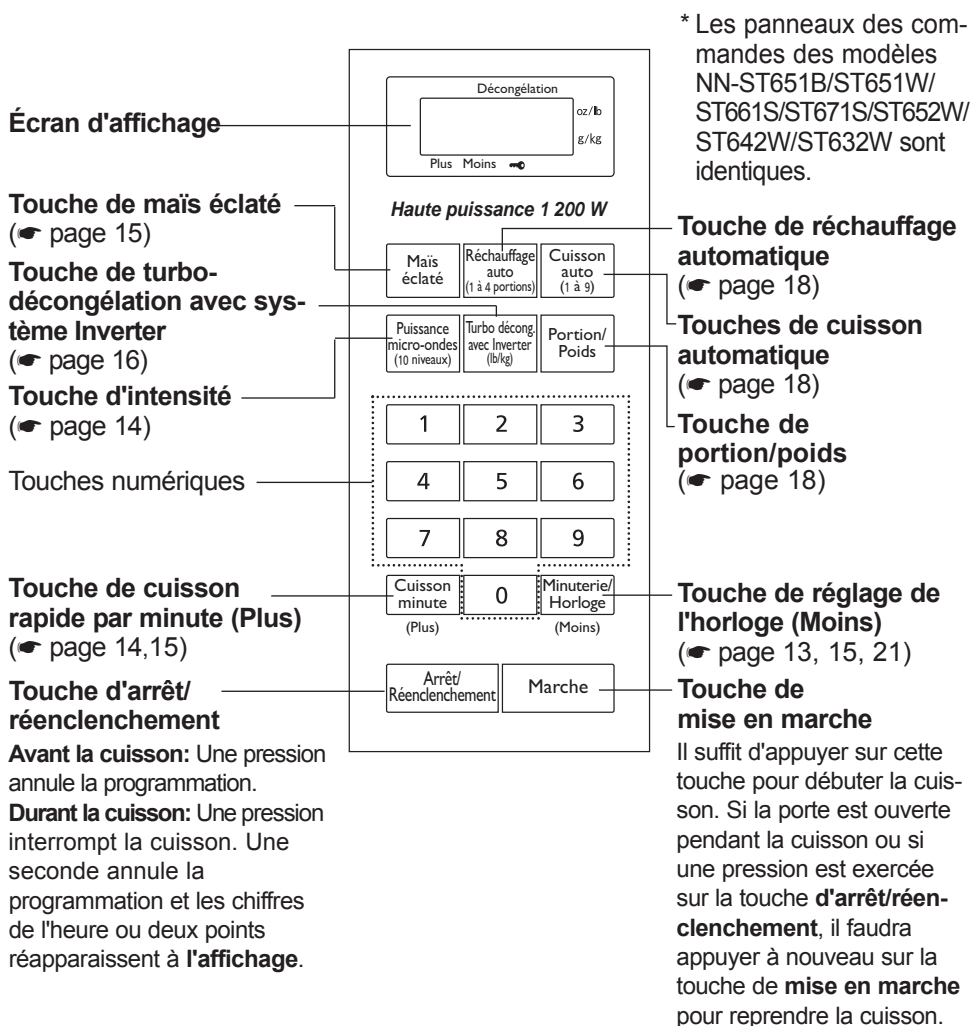 * Les panneaux des com-
mandes des modèles
NN-ST651B/ST651W/
ST661S/ST671S/ST652W/
ST642W/ST632W sont
identiques.
Écran d'affichage
Touche de maïs éclaté
(☛ page 15)
Touche de turbo-
décongélation avec sys-
tème Inverter
(☛ page 16)
Touche d'intensité
(☛ page 14)
Touches numériques
Touche de cuisson
rapide par minute (Plus)
(☛ page 14,15)
Touche d'arrêt/
réenclenchement
Avant la cuisson: Une pression
annule la programmation.
Durant la cuisson: Une pression
interrompt la cuisson. Une
seconde annule la
programmation et les chiffres
de l'heure ou deux points
réapparaissent à l'affichage.
Décongélation
oz/lb
g/kg
Plus Moins
Haute puissance 1 200 W
Maïs
éclaté
Réchauffage
auto
(1 à 4 portions)
Cuisson
auto
(1 à 9)
Puissance
micro-ondes
(10 niveaux)
Turbo décong.
avec Inverter
(lb/kg)
Portion/
Poids
1 2 3
4 5 6
7 8 9
Cuisson
minute
(Plus)
0
Minuterie/
Horloge
(Moins)
Arrêt/
Réenclenchement
Marche
Touche de réchauffage
automatique
(☛ page 18)
Touches de cuisson
automatique
(☛ page 18)
Touche de
portion/poids
(☛ page 18)
Touche de réglage de
l'horloge (Moins)
(☛ page 13, 15, 21)
Touche de
mise en marche
Il suffit d'appuyer sur cette
touche pour débuter la cuis-
son. Si la porte est ouverte
pendant la cuisson ou si
une pression est exercée
sur la touche d'arrêt/réen-
clenchement, il faudra
appuyer à nouveau sur la
touche de mise en marche
pour reprendre la cuisson.